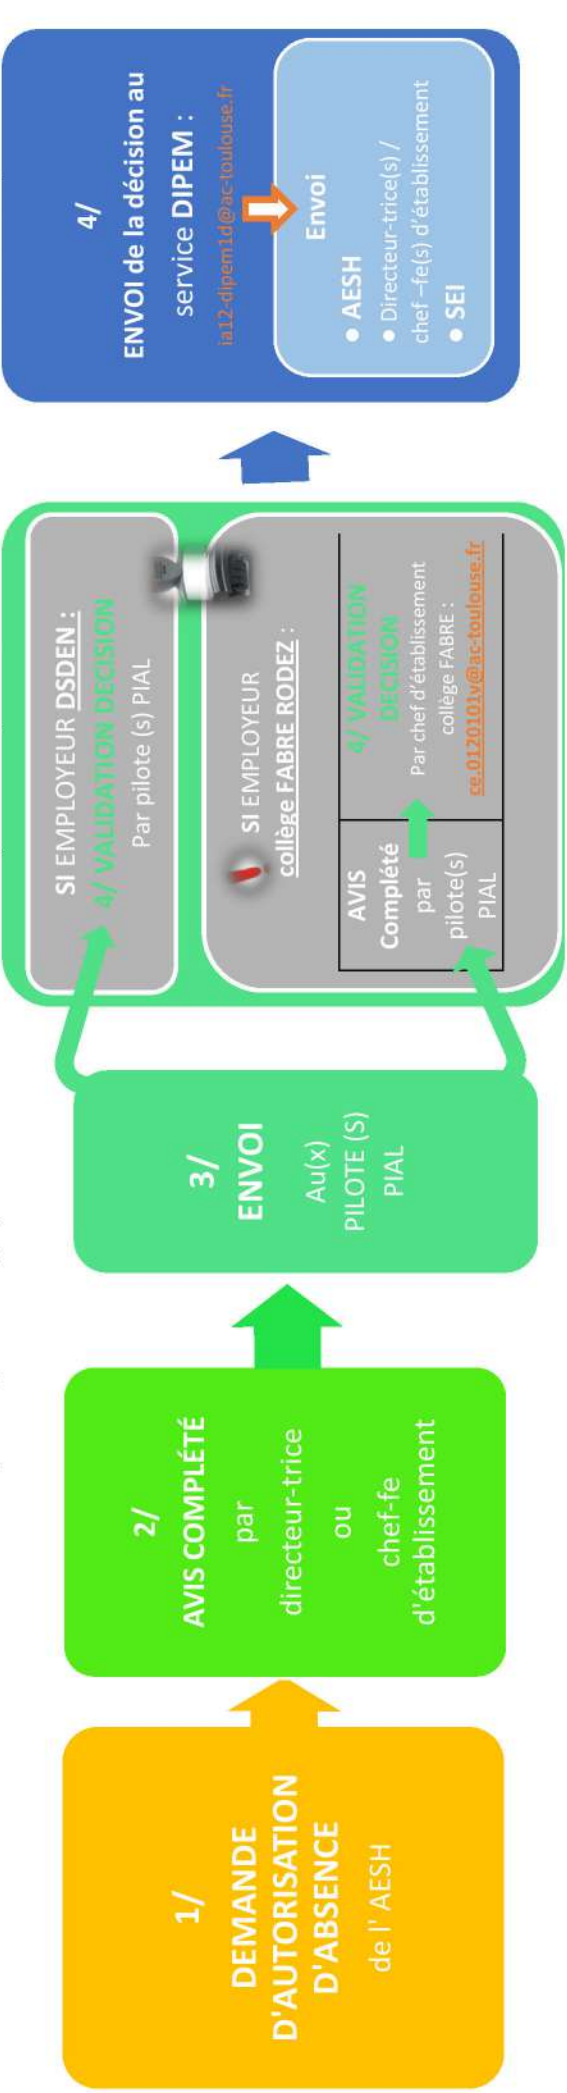 1/
DEMANDE
D'AUTORISATION
D'ABSENCE
de l' AESH
2/
AVIS COMPLÉTÉ
par
directeur-trice
ou
chef-fe
d'établissement
3/
ENVOI
Au(x)
PILOTE (S)
PIAL
SI EMPLOYEUR DSDEN :
4/ VALIDATION DECISION
Par pilote (s) PIAL
SI EMPLOYEUR
collège FABRE RODEZ :
AVIS
Complété
par
pilote(s)
PIAL
4/ VALIDATION
DECISION
Par chef d'établissement
collège FABRE :
ce.0120101v@ac-toulouse.fr
4/
ENVOI de la décision au
service DIPEM :
ia12-dipem1d@ac-toulouse.fr
Envoi
● AESH
● Directeur-trice(s) /
chef –fe(s) d'établissement
● SEI